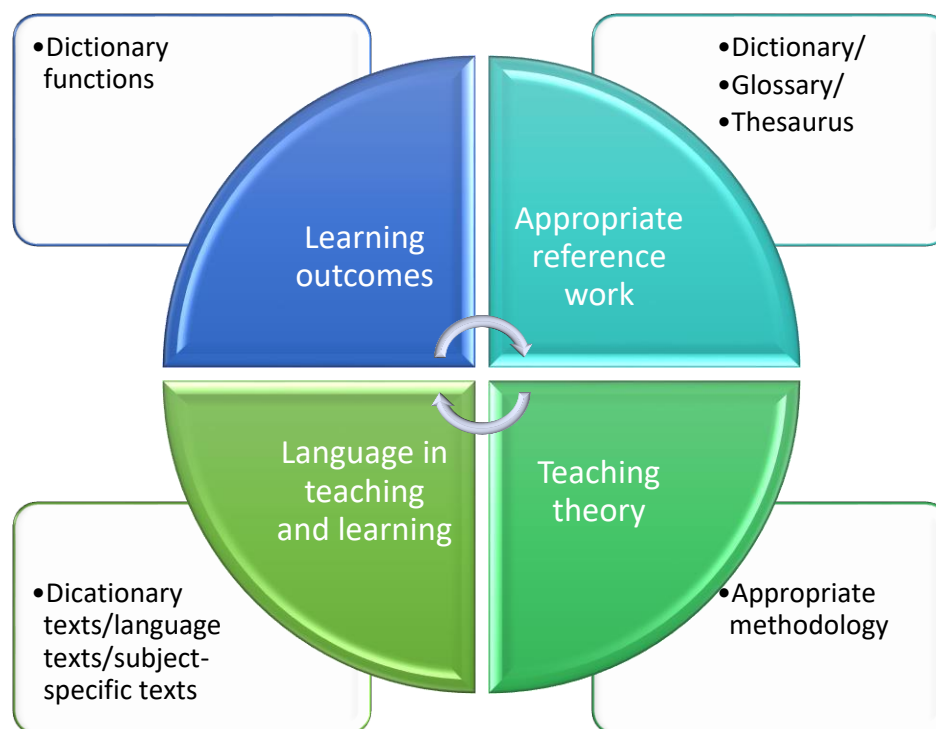 •Dictionary
functions
•Dictionary/
•Glossary/
•Thesaurus
Learning
outcomes
Appropriate
reference
work
Language in
teaching
and learning
Teaching
theory
•Dicationary
texts/language
texts/subject-
specific texts
•Appropriate
methodology